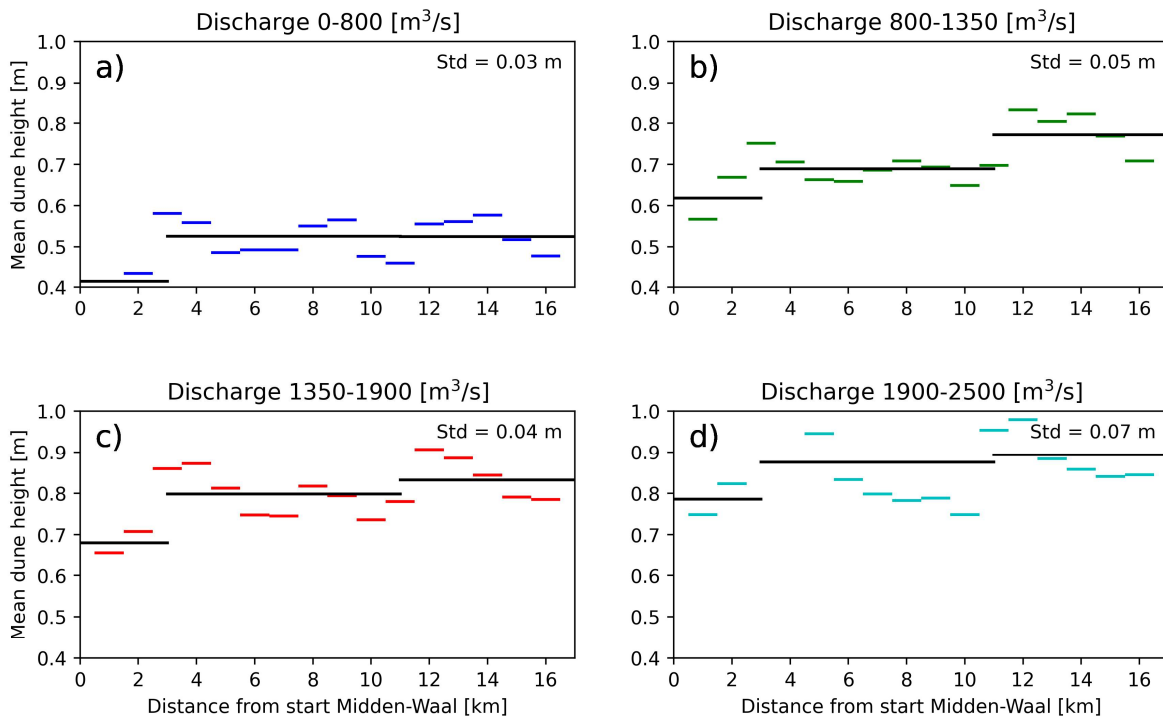 Discharge 0-800 [m³/s]
Mean dune height [m]
1.0
0.9
0.8
0.7
0.6
0.5
0.4
a)
Std = 0.03 m
0 2 4 6 8 10 12 14 16
Discharge 800-1350 [m³/s]
1.0
0.9
0.8
0.7
0.6
0.5
0.4
b)
Std = 0.05 m
0 2 4 6 8 10 12 14 16
Discharge 1350-1900 [m³/s]
Mean dune height [m]
1.0
0.9
0.8
0.7
0.6
0.5
0.4
c)
Std = 0.04 m
0 2 4 6 8 10 12 14 16
Distance from start Midden-Waal [km]
Discharge 1900-2500 [m³/s]
1.0
0.9
0.8
0.7
0.6
0.5
0.4
d)
Std = 0.07 m
0 2 4 6 8 10 12 14 16
Distance from start Midden-Waal [km]